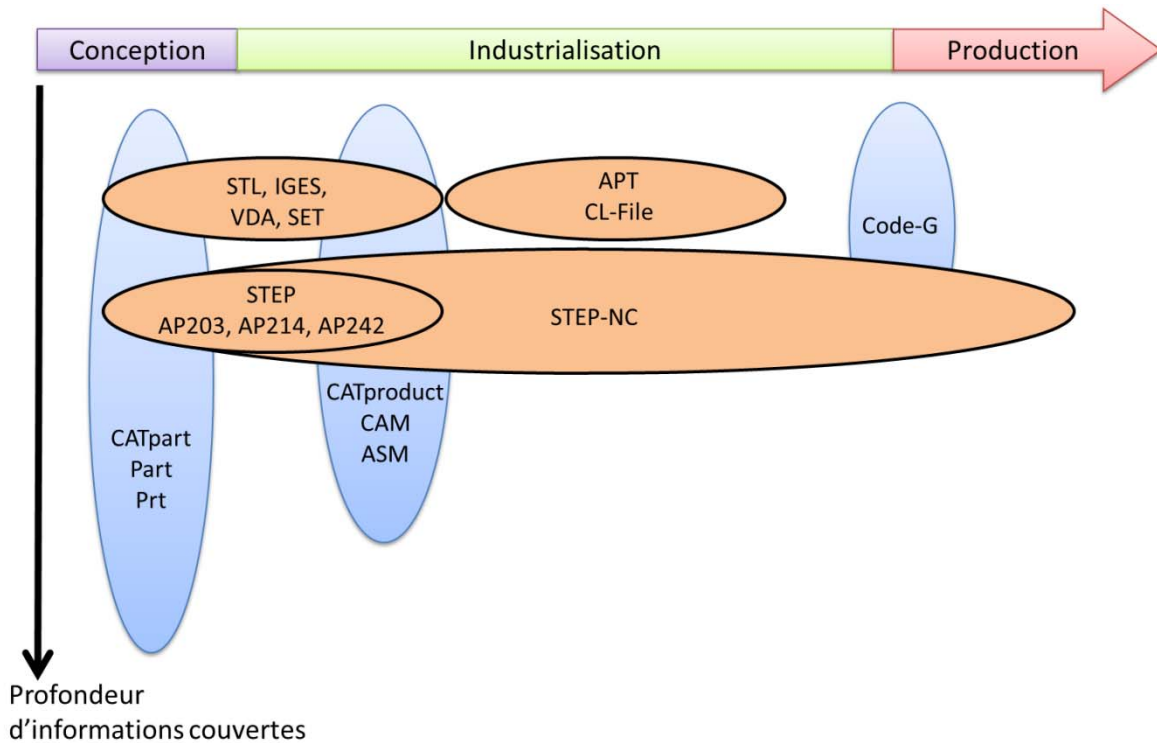 Conception
Industrialisation
Production
STL, IGES,
VDA, SET
APT
CL-File
Code-G
STEP
AP203, AP214, AP242
STEP-NC
CATproduct
CAM
ASM
CATpart
Part
Prt
Profondeur
d'informations couvertes